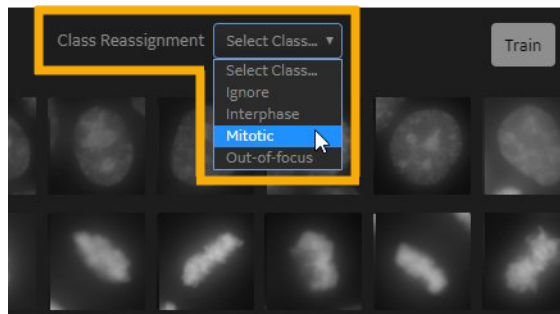 Class Reassignment Select Class... Train
Select Class...
Ignore
Interphase
Mitotic
Out-of-focus